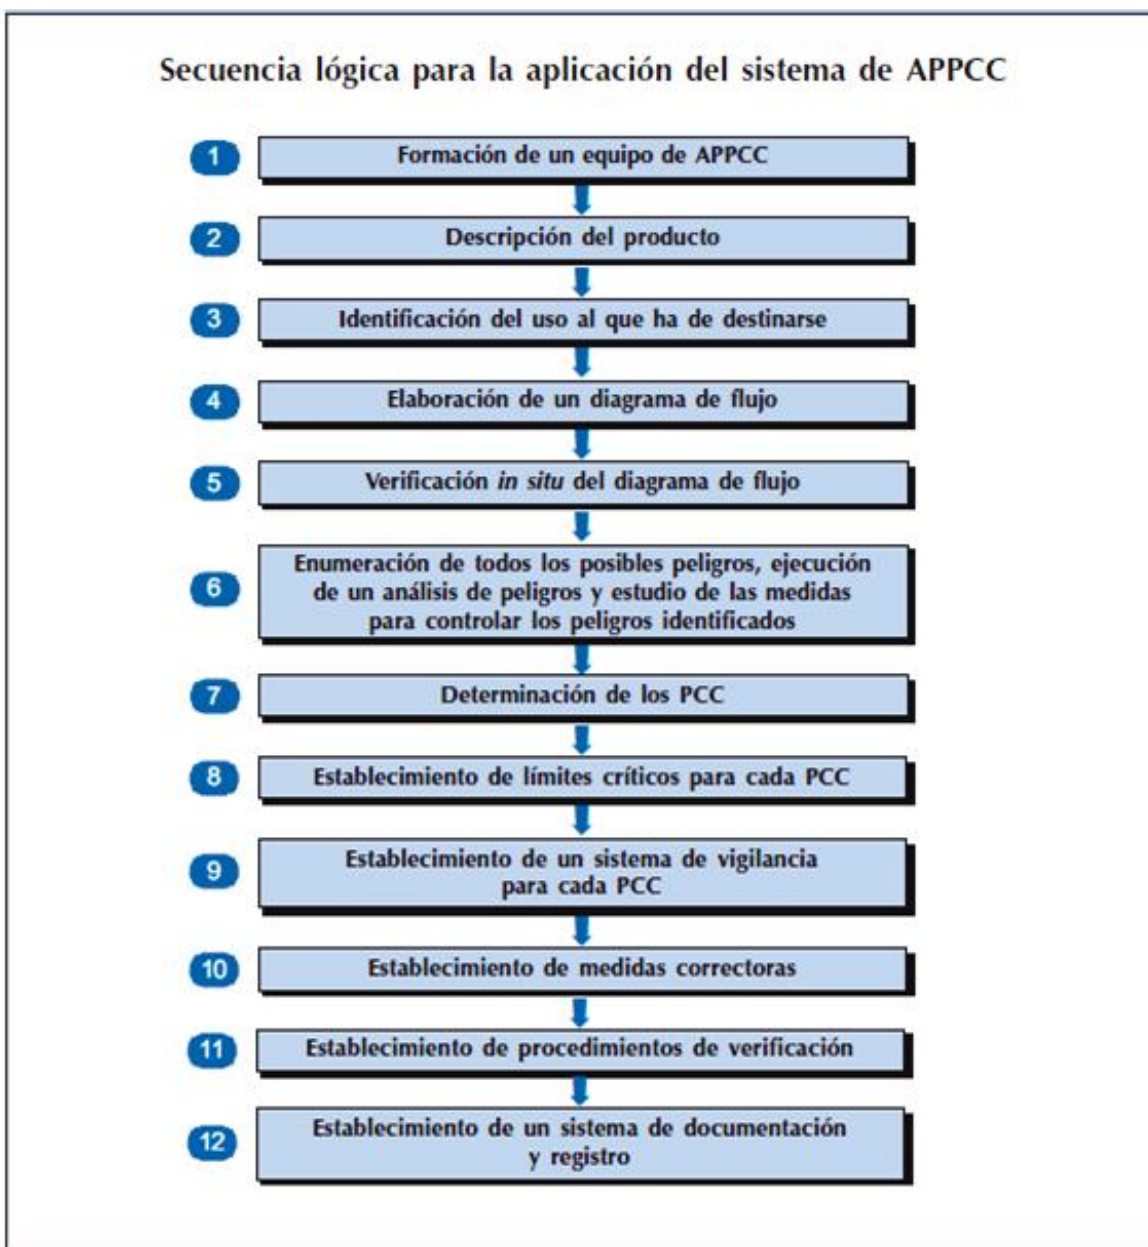 Secuencia lógica para la aplicación del sistema de APPCC
1
Formación de un equipo de APPCC
2
Descripción del producto
3
Identificación del uso al que ha de destinarse
4
Elaboración de un diagrama de flujo
5
Verificación in situ del diagrama de flujo
6
Enumeración de todos los posibles peligros, ejecución
de un análisis de peligros y estudio de las medidas
para controlar los peligros identificados
7
Determinación de los PCC
8
Establecimiento de límites críticos para cada PCC
9
Establecimiento de un sistema de vigilancia
para cada PCC
10
Establecimiento de medidas correctoras
11
Establecimiento de procedimientos de verificación
12
Establecimiento de un sistema de documentación
y registro